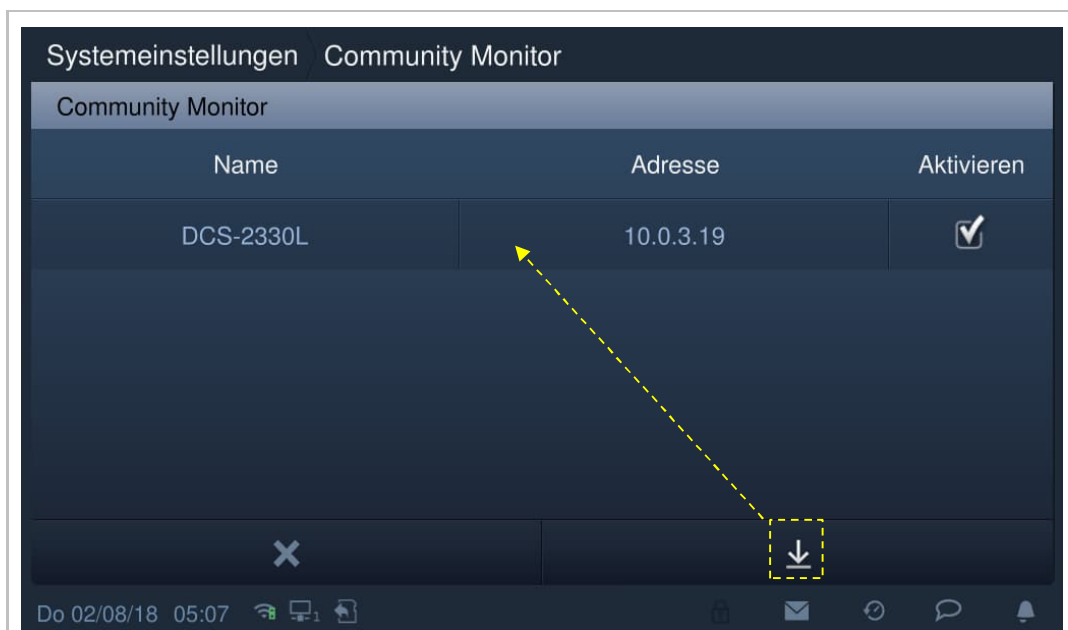 Systemeinstellungen Community Monitor
Community Monitor
Name Adresse Aktivieren
DCS-2330L 10.0.3.19
Do 02/08/18 05:07 1